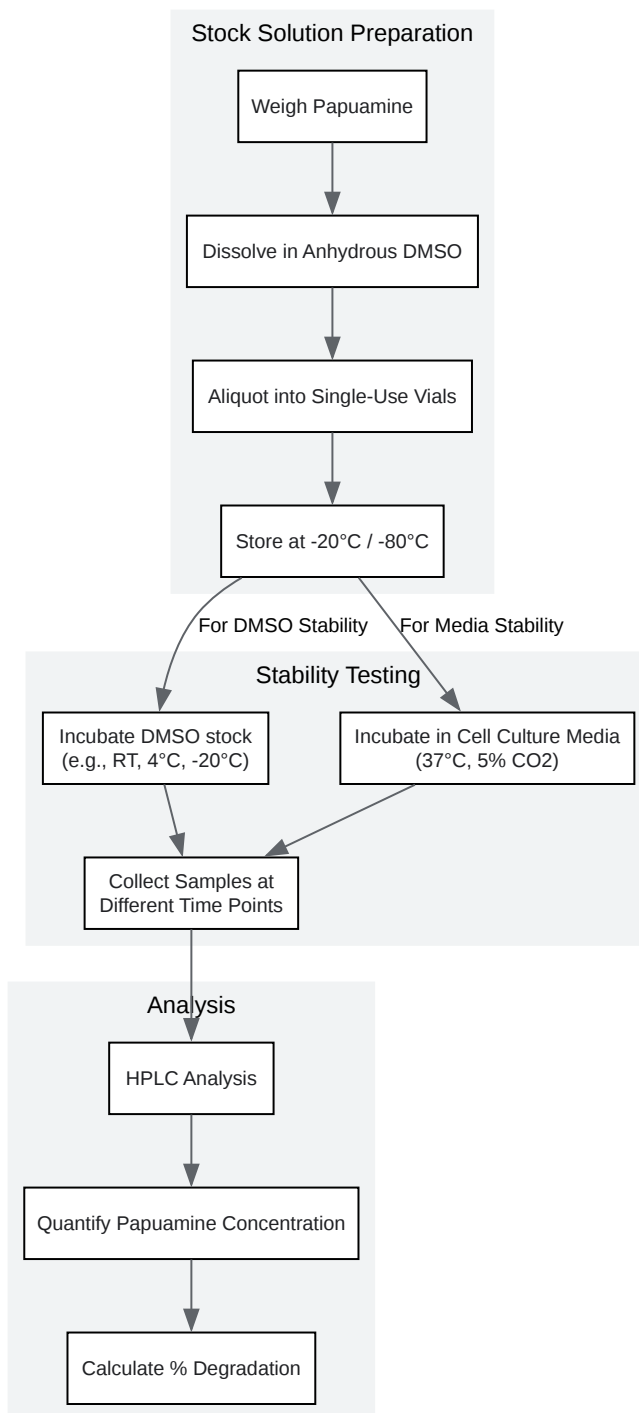 Stock Solution Preparation
Weigh Papuamine
Dissolve in Anhydrous DMSO
Aliquot into Single-Use Vials
Store at -20°C / -80°C
For DMSO Stability
For Media Stability
Stability Testing
Incubate DMSO stock
(e.g., RT, 4°C, -20°C)
Incubate in Cell Culture Media
(37°C, 5% CO2)
Collect Samples at
Different Time Points
Analysis
HPLC Analysis
Quantify Papuamine Concentration
Calculate % Degradation